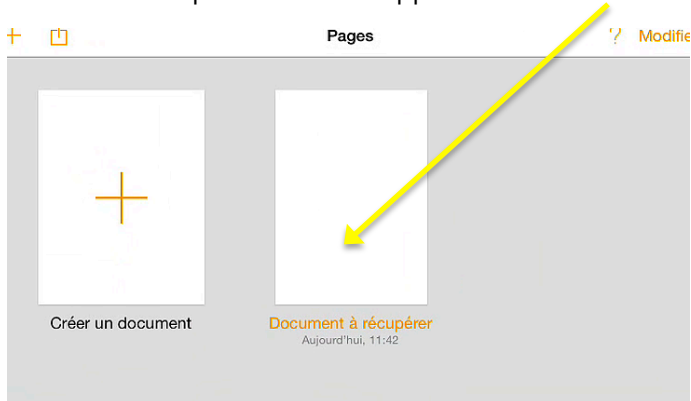 Pages
? Modifie
Créer un document
Document à récupérer
Aujourd'hui, 11:42